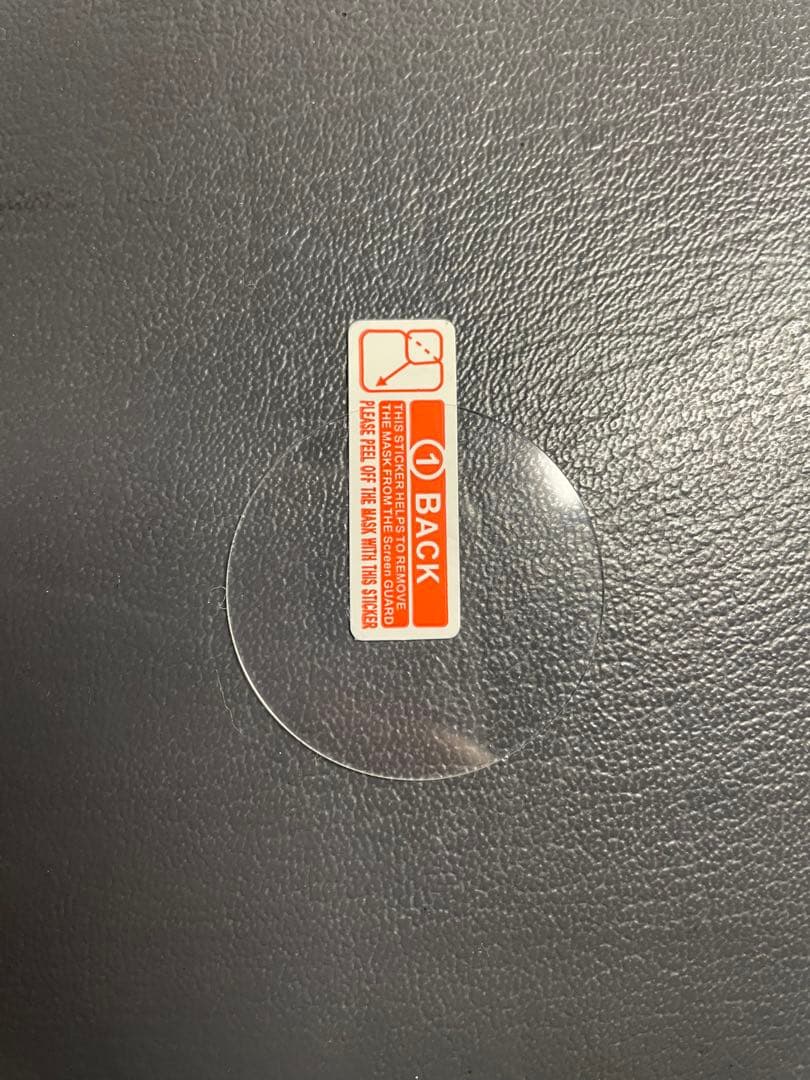 ① BACK
THIS STICKER HELPS TO REMOVE
THE MASK FROM THE Screen GUARD
PLEASE PEEL OFF THE MASK WITH THIS STICKER